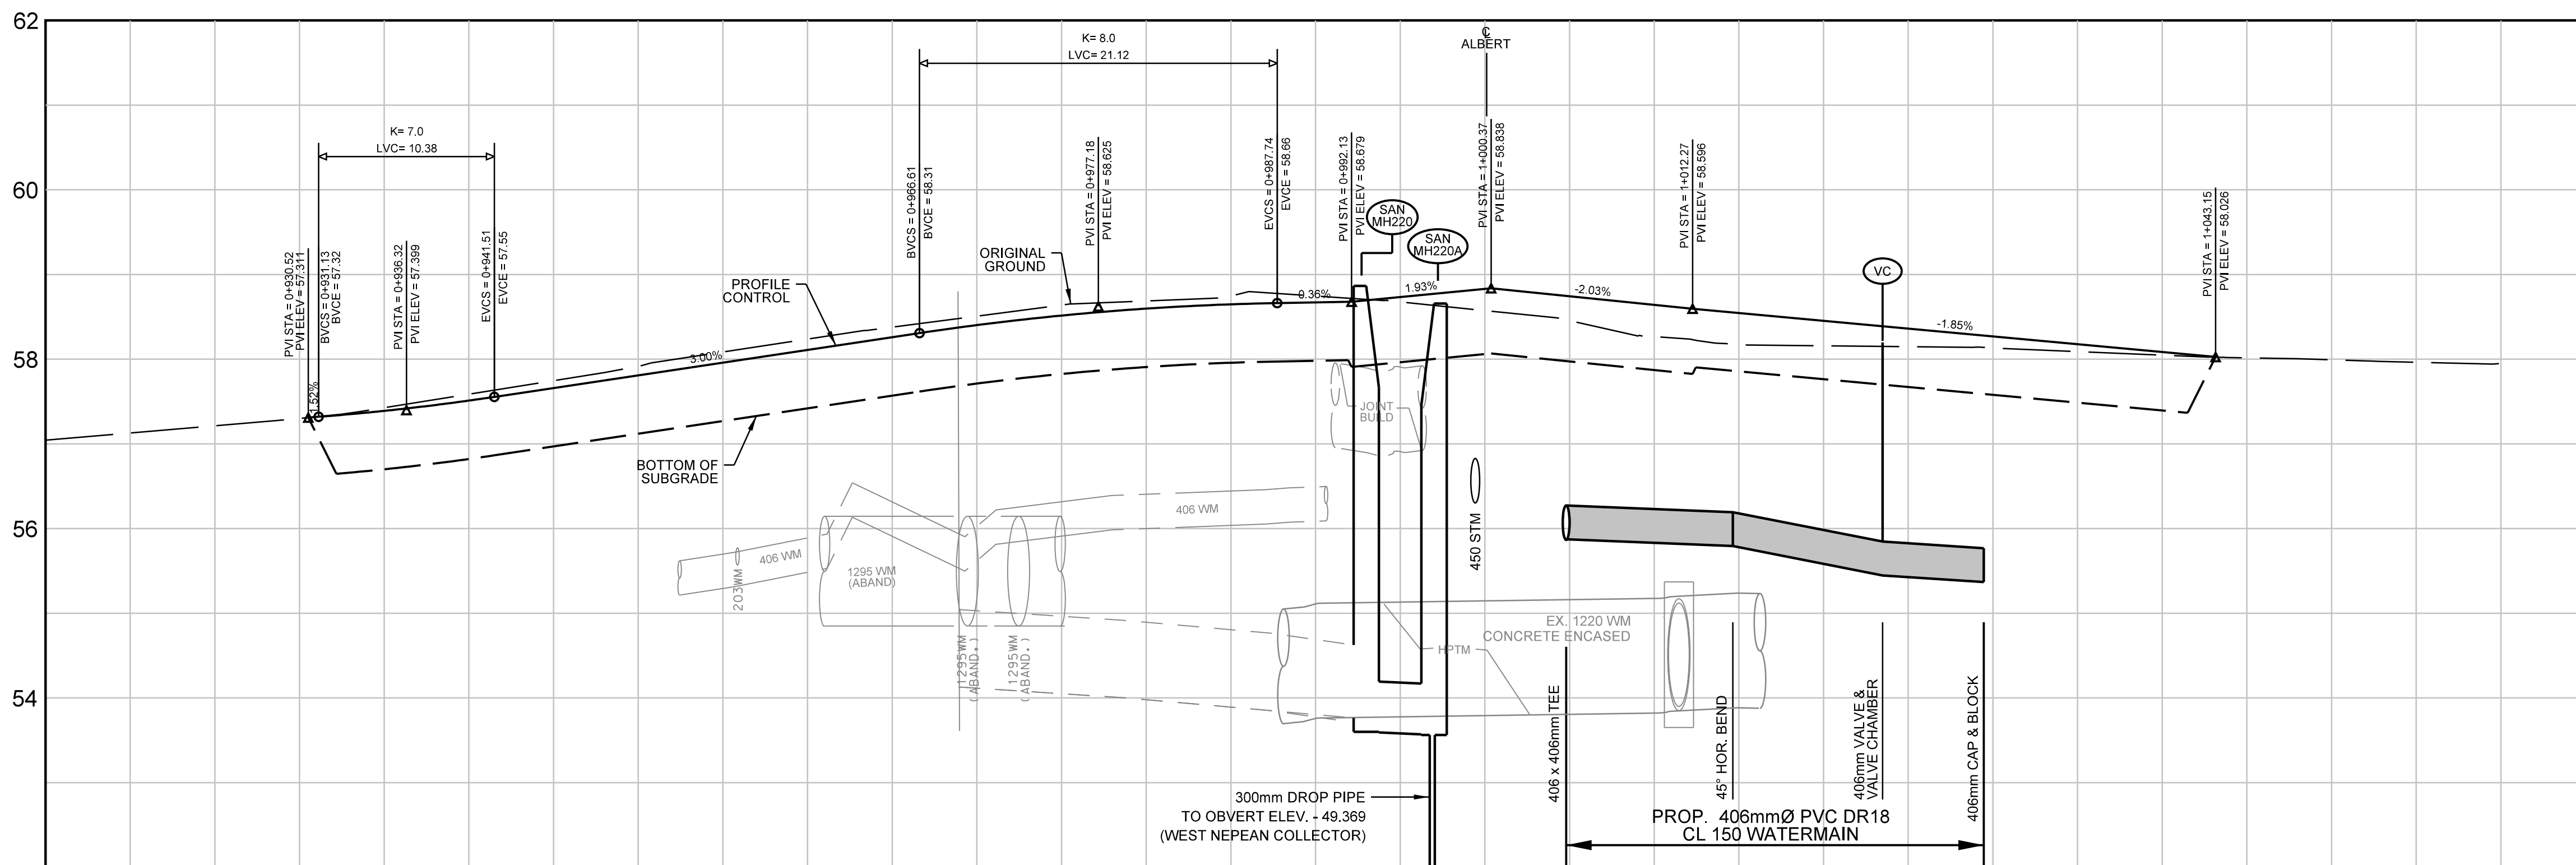 62
60
58
56
54
K= 7.0
LVC= 10.38
K= 8.0
LVC= 21.12
℄
ALBERT
PVI STA = 0+930.52
PVI ELEV = 57.311
BVCS = 0+931.13
BVCE = 57.32
PVI STA = 0+936.32
PVI ELEV = 57.399
EVCS = 0+941.51
EVCE = 57.55
BVCS = 0+966.61
BVCE = 58.31
PVI STA = 0+977.18
PVI ELEV = 58.625
EVCS = 0+987.74
EVCE = 58.66
PVI STA = 0+992.13
PVI ELEV = 58.679
PVI STA = 1+000.37
PVI ELEV = 58.838
PVI STA = 1+012.27
PVI ELEV = 58.596
PVI STA = 1+043.15
PVI ELEV = 58.026
SAN
MH220
SAN
MH220A
VC
ORIGINAL
GROUND
PROFILE
CONTROL
1.52%
3.00%
0.36%
1.93%
-2.03%
-1.85%
JOINT
BUILD
BOTTOM OF
SUBGRADE
406 WM
203WM
406 WM
1295 WM
(ABAND)
1295WM
(ABAND.)
1295WM
(ABAND.)
450 STM
EX. 1220 WM
CONCRETE ENCASED
HPTM
406 x 406mm TEE
45° HOR. BEND
406mm VALVE &
VALVE CHAMBER
406mm CAP & BLOCK
300mm DROP PIPE
TO OBVERT ELEV. - 49.369
(WEST NEPEAN COLLECTOR)
PROP. 406mmØ PVC DR18
CL 150 WATERMAIN